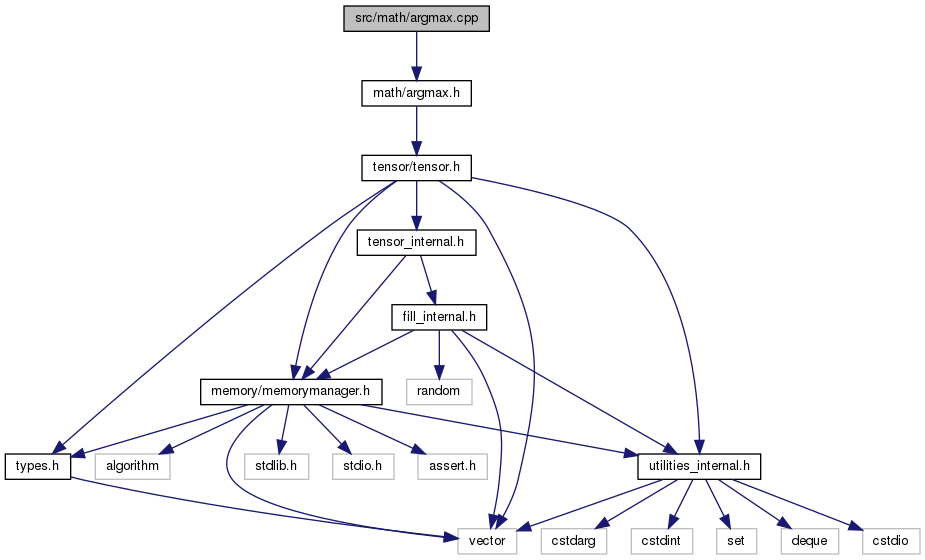 src/math/argmax.cpp
math/argmax.h
tensor/tensor.h
tensor_internal.h
fill_internal.h
memory/memorymanager.h
random
types.h
algorithm
stdlib.h
stdio.h
assert.h
utilities_internal.h
vector
cstdarg
cstdint
set
deque
cstdio